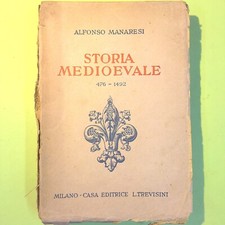 ALFONSO MANARESI
STORIA
MEDIOEVALE
476 - 1492
MILANO - CASA EDITRICE L. TREVISINI